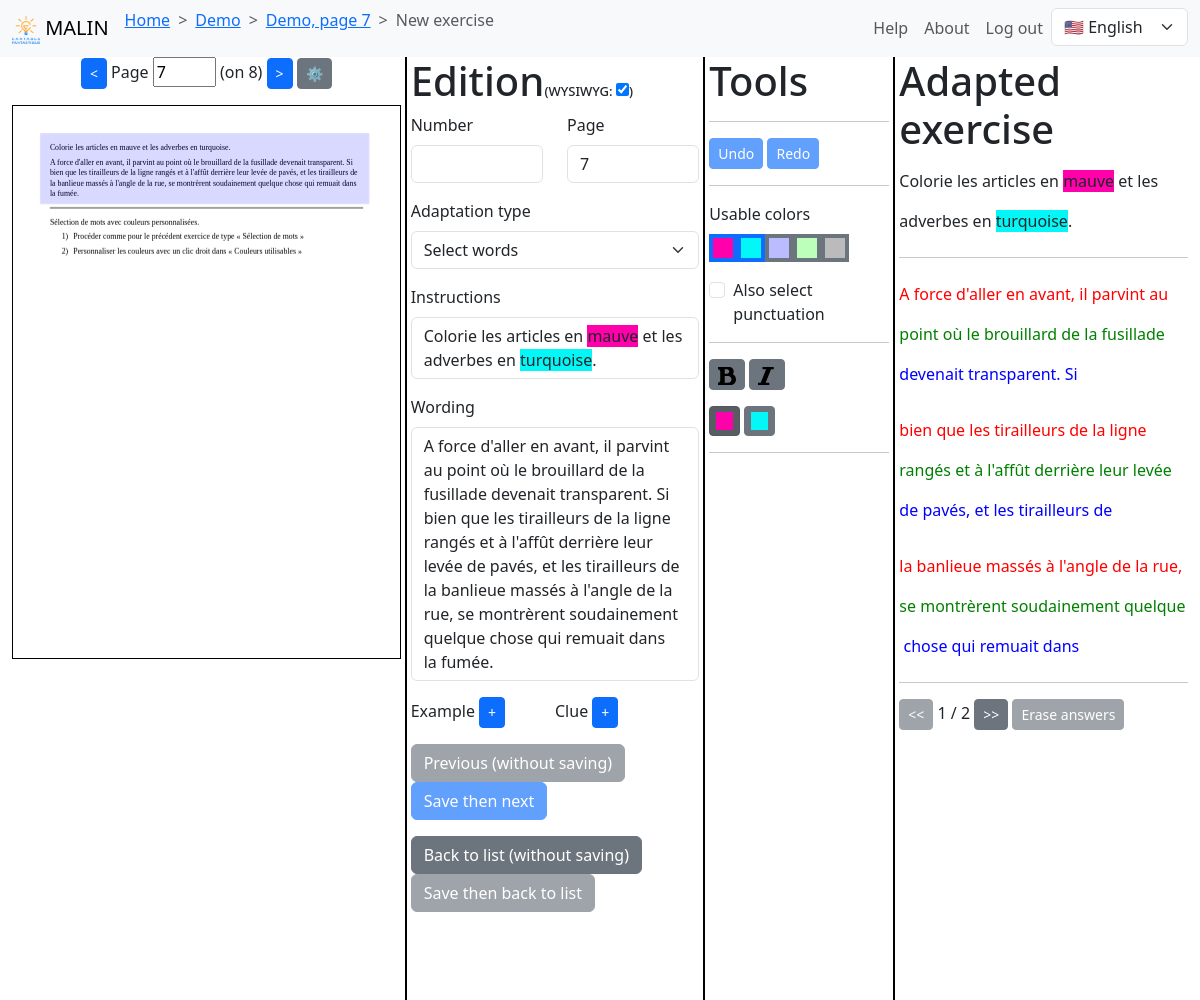 MALIN
Home > Demo > Demo, page 7 > New exercise
Help About Log out 🇺🇸 English
< Page 7 (on 8) > ⚙️
Colorie les articles en mauve et les adverbes en turquoise.
A force d'aller en avant, il parvint au point où le brouillard de la fusillade devenait transparent. Si
bien que les tirailleurs de la ligne rangés et à l'affût derrière leur levée de pavés, et les tirailleurs de
la banlieue massés à l'angle de la rue, se montrèrent soudainement quelque chose qui remuait dans
la fumée.
Sélection de mots avec couleurs personnalisées.
1) Procéder comme pour le précédent exercice de type « Sélection de mots »
2) Personnaliser les couleurs avec un clic droit dans « Couleurs utilisables »
Edition (WYSIWYG: )
Number Page
7
Adaptation type
Select words
Instructions
Colorie les articles en mauve et les
adverbes en turquoise.
Wording
A force d'aller en avant, il parvint
au point où le brouillard de la
fusillade devenait transparent. Si
bien que les tirailleurs de la ligne
rangés et à l'affût derrière leur
levée de pavés, et les tirailleurs de
la banlieue massés à l'angle de la
rue, se montrèrent soudainement
quelque chose qui remuait dans
la fumée.
Example + Clue +
Previous (without saving)
Save then next
Back to list (without saving)
Save then back to list
Tools
Undo Redo
Usable colors
Also select
punctuation
B I
Adapted
exercise
Colorie les articles en mauve et les
adverbes en turquoise.
A force d'aller en avant, il parvint au
point où le brouillard de la fusillade
devenait transparent. Si
bien que les tirailleurs de la ligne
rangés et à l'affût derrière leur levée
de pavés, et les tirailleurs de
la banlieue massés à l'angle de la rue,
se montrèrent soudainement quelque
chose qui remuait dans
<< 1 / 2 >> Erase answers